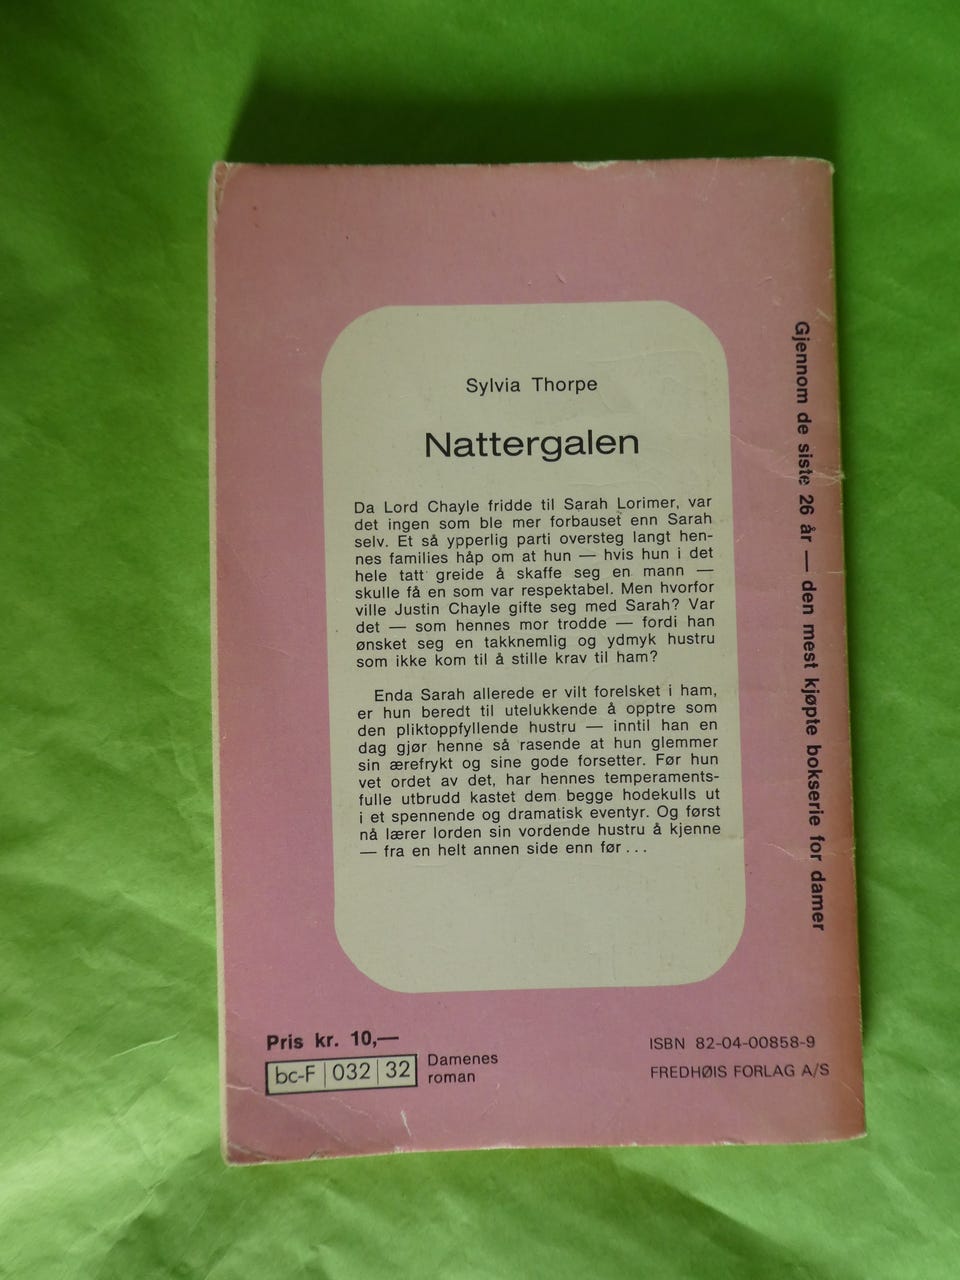 Sylvia Thorpe
Nattergalen
Da Lord Chayle fridde til Sarah Lorimer, var
det ingen som ble mer forbauset enn Sarah
selv. Et så ypperlig parti oversteg langt hen-
nes families håp om at hun — hvis hun i det
hele tatt greide å skaffe seg en mann —
skulle få en som var respektabel. Men hvorfor
ville Justin Chayle gifte seg med Sarah? Var
det — som hennes mor trodde — fordi han
ønsket seg en takknemlig og ydmyk hustru
som ikke kom til å stille krav til ham?
Enda Sarah allerede er vilt forelsket i ham,
er hun beredt til utelukkende å opptre som
den pliktoppfyllende hustru — inntil han en
dag gjør henne så rasende at hun glemmer
sin ærefrykt og sine gode forsetter. Før hun
vet ordet av det, har hennes temperaments-
fulle utbrudd kastet dem begge hodekulls ut
i et spennende og dramatisk eventyr. Og først
nå lærer lorden sin vordende hustru å kjenne
— fra en helt annen side enn før...
Gjennom de siste 26 år — den mest kjøpte bokserie for damer
Pris kr. 10,—
bc-F 032 32
Damenes
roman
ISBN 82-04-00858-9
FREDHØIS FORLAG A/S